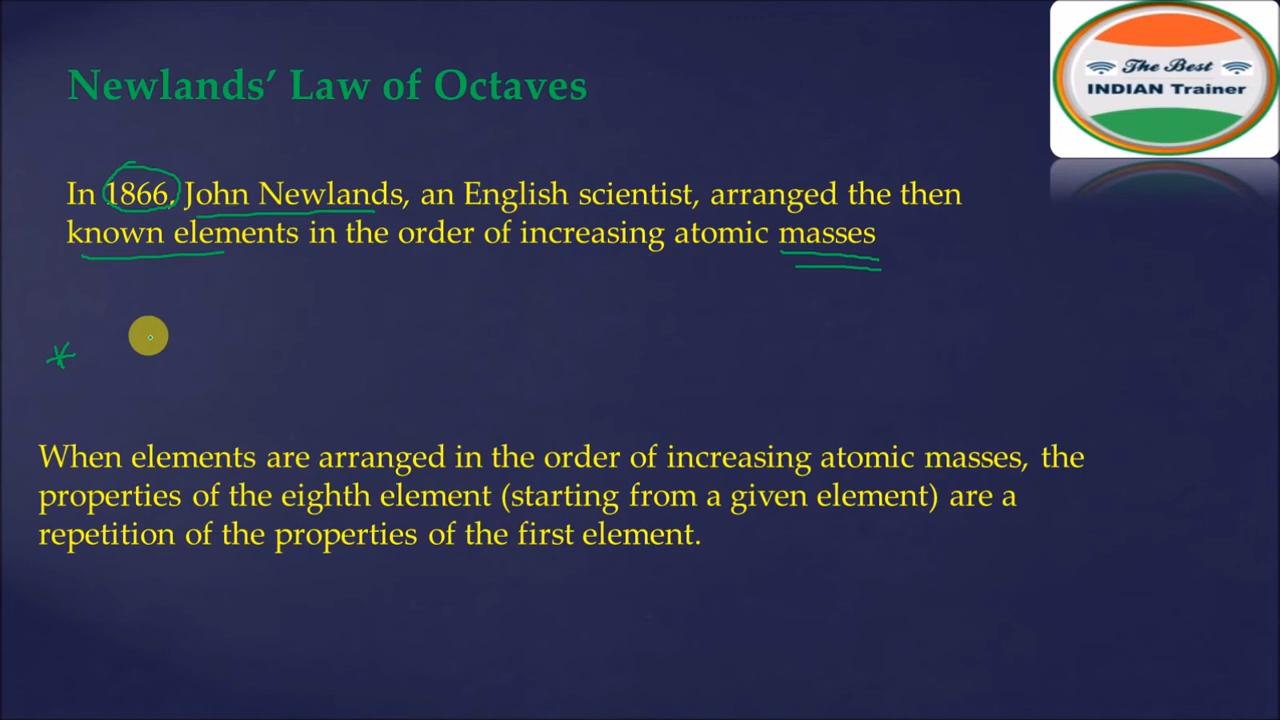 Newlands' Law of Octaves
The Best
INDIAN Trainer
In 1866, John Newlands, an English scientist, arranged the then
known elements in the order of increasing atomic masses
*
When elements are arranged in the order of increasing atomic masses, the
properties of the eighth element (starting from a given element) are a
repetition of the properties of the first element.